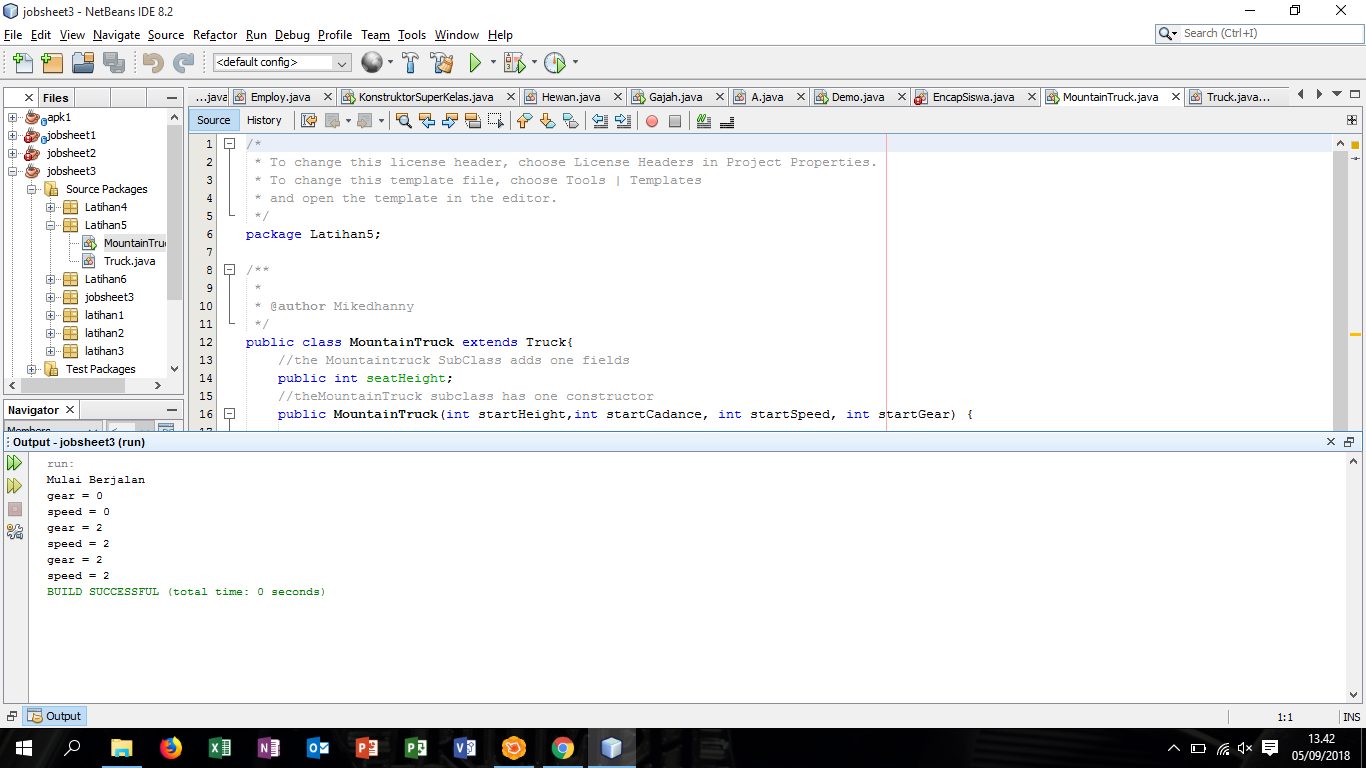 jobsheet3 - NetBeans IDE 8.2
File Edit View Navigate Source Refactor Run Debug Profile Team Tools Window Help
Search (Ctrl+I)
<default config>
Files
...java Employ.java KonstruktorSuperKelas.java Hewan.java Gajah.java A.java Demo.java EncapSiswa.java MountainTruck.java Truck.java...
Source History
apk1
jobsheet1
jobsheet2
jobsheet3
Source Packages
Latihan4
Latihan5
MountainTru
Truck.java
Latihan6
jobsheet3
latihan1
latihan2
latihan3
Test Packages
Navigator
Members
1 /*
2 * To change this license header, choose License Headers in Project Properties.
3 * To change this template file, choose Tools | Templates
4 * and open the template in the editor.
5 */
6 package Latihan5;
7
8 /**
9 *
10 * @author Mikedhanny
11 */
12 public class MountainTruck extends Truck{
13 //the Mountaintruck SubClass adds one fields
14 public int seatHeight;
15 //theMountainTruck subclass has one constructor
16 public MountainTruck(int startHeight,int startCadance, int startSpeed, int startGear) {
Output - jobsheet3 (run)
run:
Mulai Berjalan
gear = 0
speed = 0
gear = 2
speed = 2
gear = 2
speed = 2
BUILD SUCCESSFUL (total time: 0 seconds)
Output
1:1 INS
13.42
05/09/2018